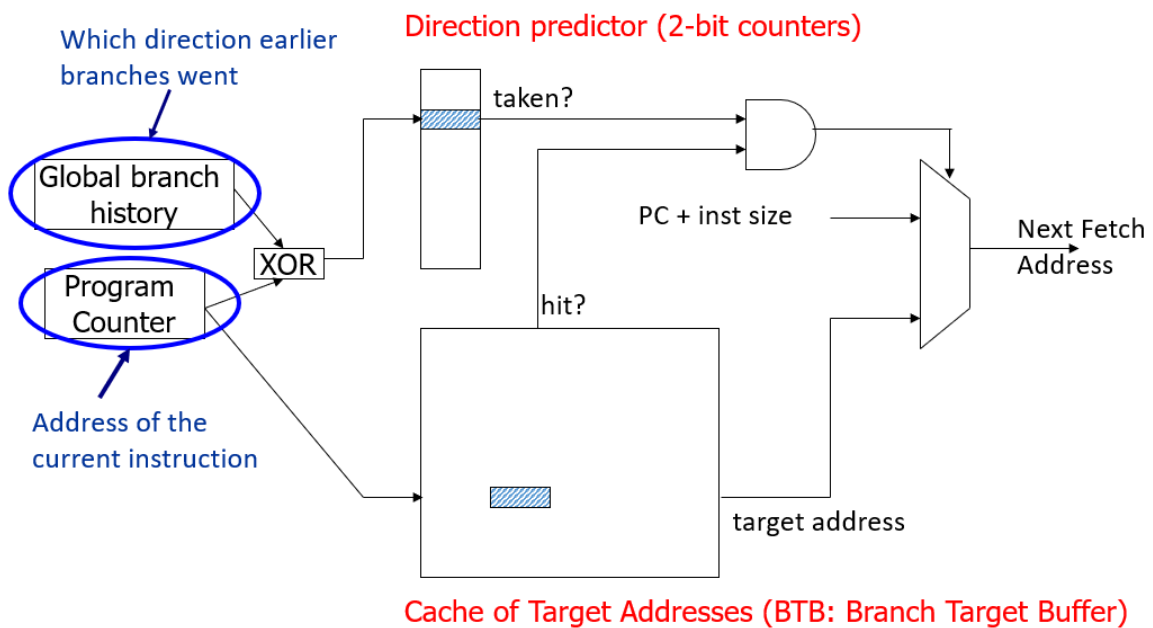 Direction predictor (2-bit counters)
Which direction earlier
branches went
taken?
Global branch
history
PC + inst size
Next Fetch
Address
XOR
Program
Counter
hit?
Address of the
current instruction
target address
Cache of Target Addresses (BTB: Branch Target Buffer)